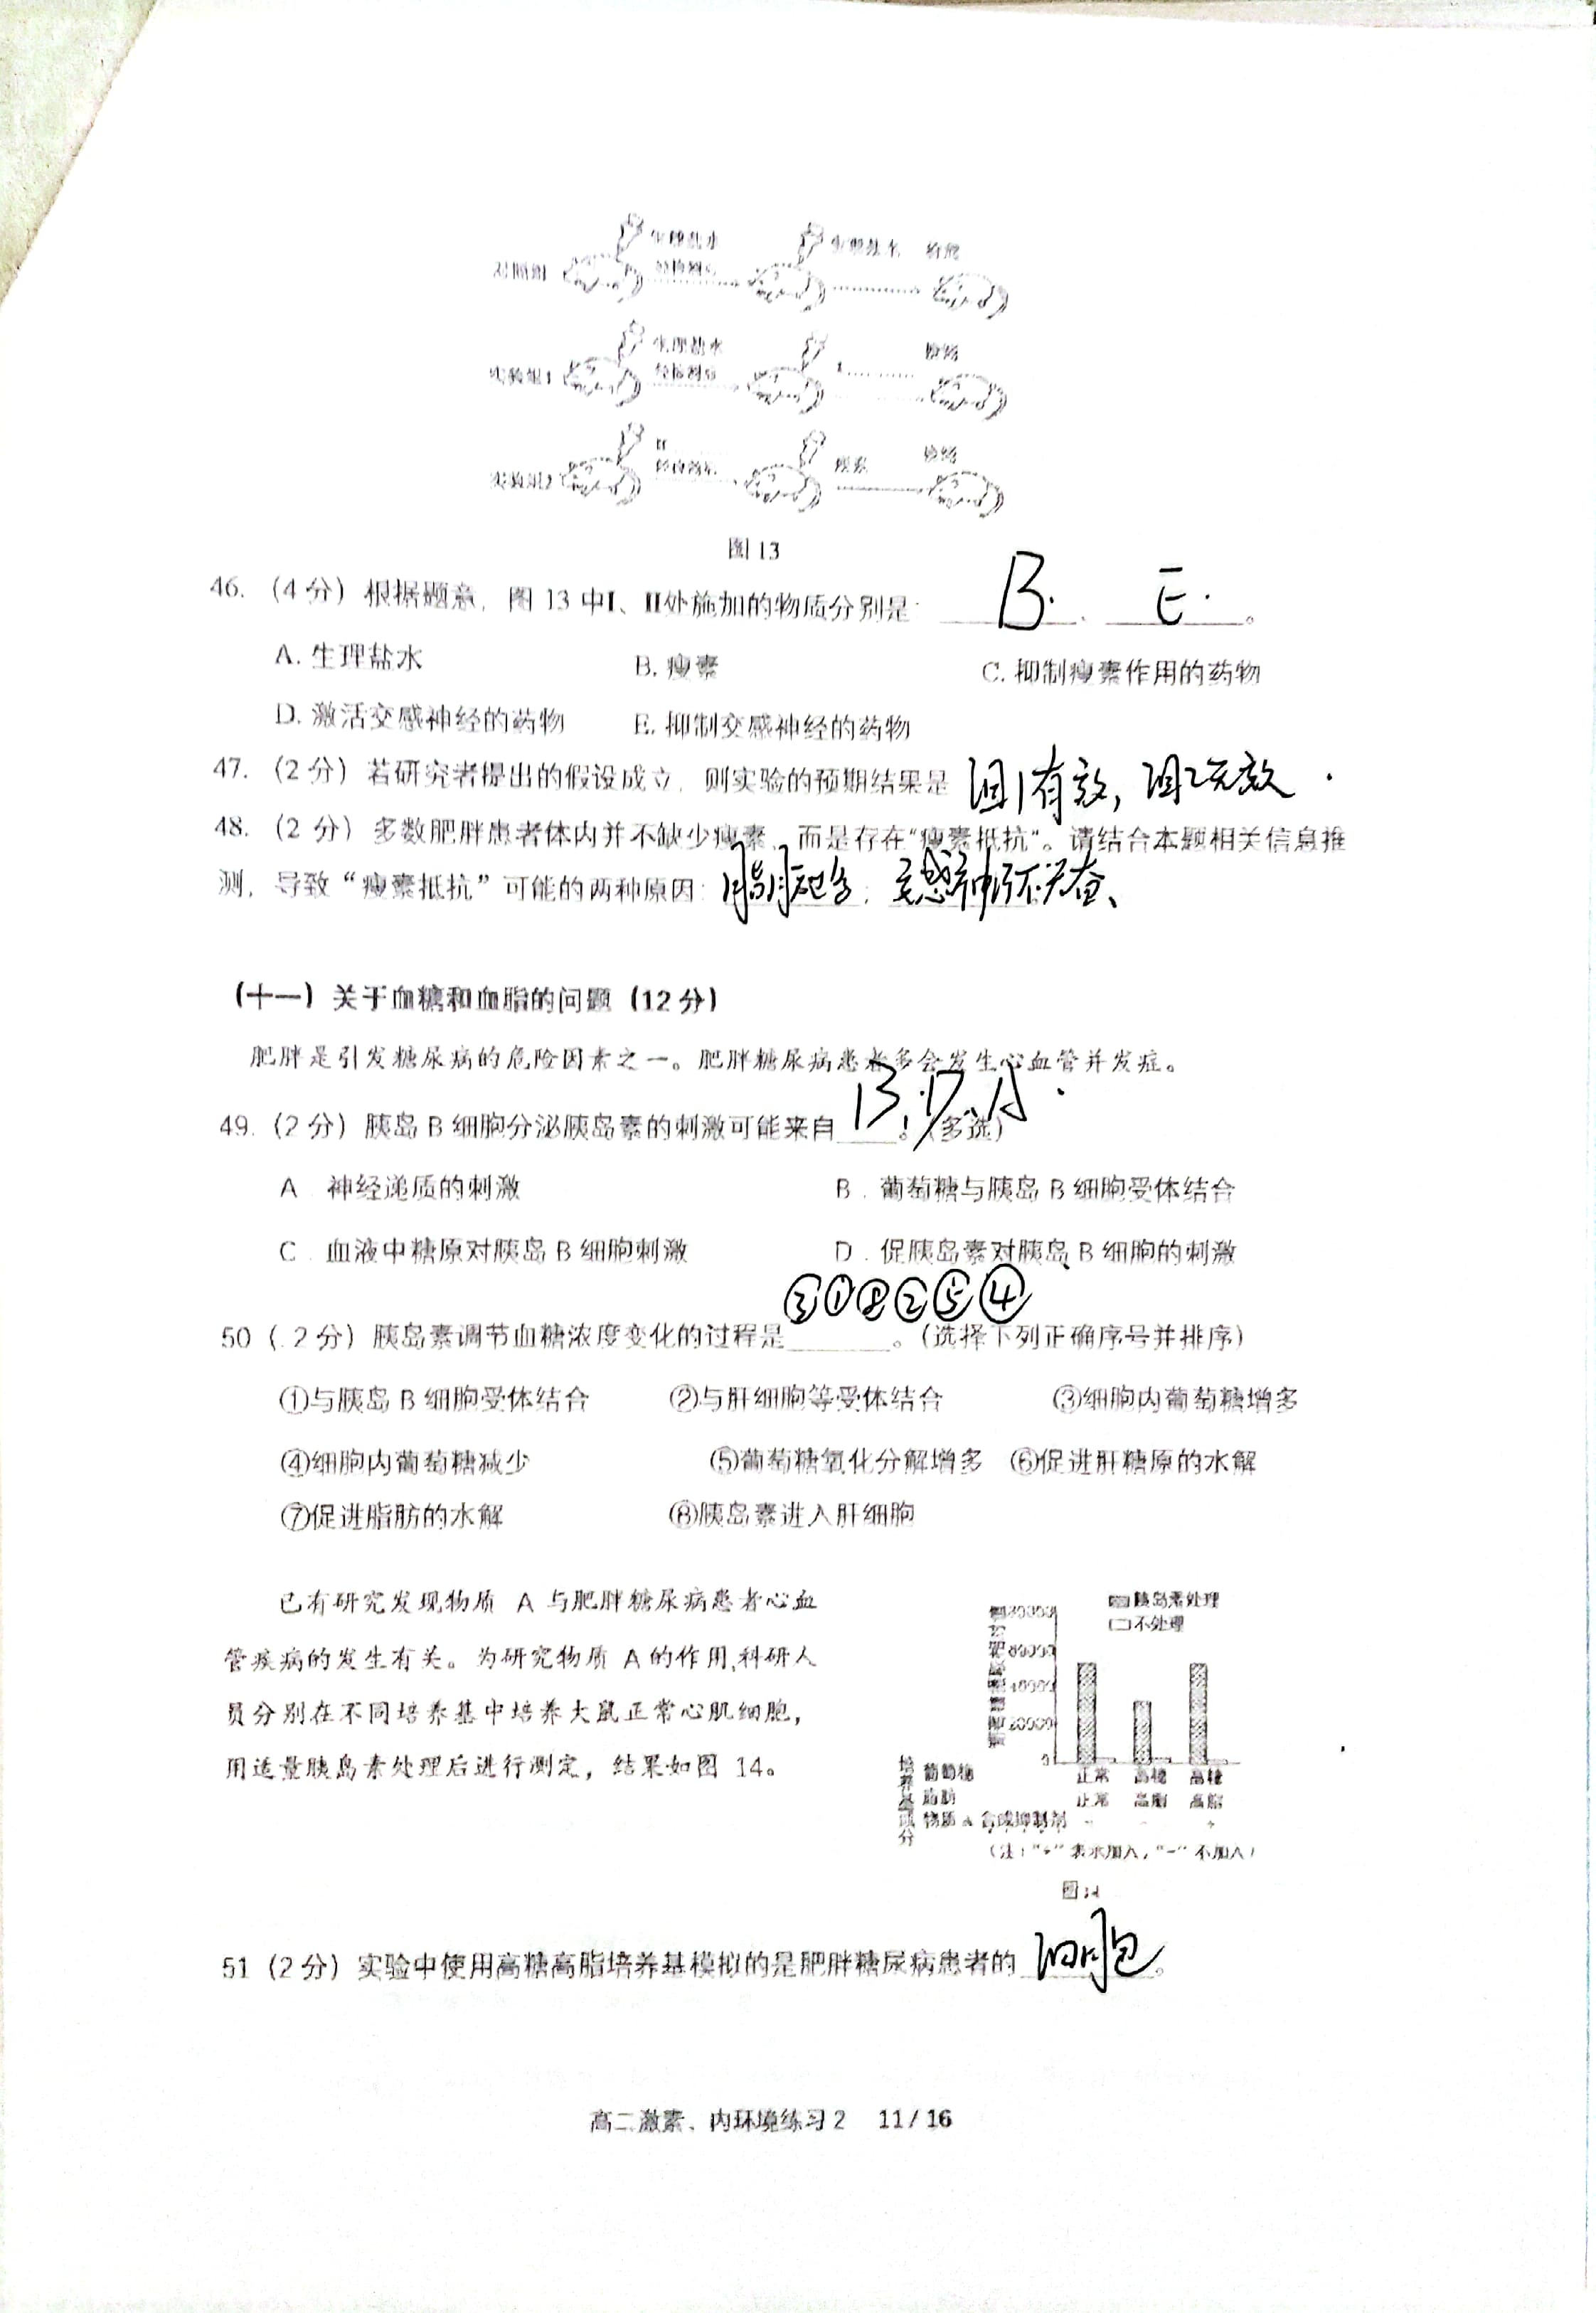 对照组 生理盐水 生理盐水 检测
实验组1 生理盐水 检测
实验组2 II 瘦素 检测
图 13
46. （4 分）根据题意，图 13 中I、II处施加的物质分别是 B. 、 E. 。
A. 生理盐水 B. 瘦素 C. 抑制瘦素作用的药物
D. 激活交感神经的药物 E. 抑制交感神经的药物
47. （2 分）若研究者提出的假设成立，则实验的预期结果是 组1有效，组2无效 .
48. （2 分）多数肥胖患者体内并不缺少瘦素，而是存在“瘦素抵抗”。请结合本题相关信息推
测，导致“瘦素抵抗”可能的两种原因: ；交感神经不兴奋、
（十一）关于血糖和血脂的问题（12 分）
肥胖是引发糖尿病的危险因素之一。肥胖糖尿病患者多会发生心血管并发症。
49.（2 分）胰岛 B 细胞分泌胰岛素的刺激可能来自 B、D、A 。（多选）
A . 神经递质的刺激 B . 葡萄糖与胰岛 B 细胞受体结合
C . 血液中糖原对胰岛 B 细胞刺激 D . 促胰岛素对胰岛 B 细胞的刺激
③①⑧②⑤④
50（. 2 分）胰岛素调节血糖浓度变化的过程是 。（选择下列正确序号并排序）
①与胰岛 B 细胞受体结合 ②与肝细胞等受体结合 ③细胞内葡萄糖增多
④细胞内葡萄糖减少 ⑤葡萄糖氧化分解增多 ⑥促进肝糖原的水解
⑦促进脂肪的水解 ⑧胰岛素进入肝细胞
已有研究发现物质 A 与肥胖糖尿病患者心血
管疾病的发生有关。为研究物质 A 的作用,科研人
员分别在不同培养基中培养大鼠正常心肌细胞，
用适量胰岛素处理后进行测定，结果如图 14。
胰岛素处理
不处理
80000
60000
40000
20000
0
培养基成分
葡萄糖 正常 高糖 高糖
脂肪 正常 高脂 高脂
物质 A 合成抑制剂 - - +
（注：“+”表示加入，“-”不加入）
图 14
51（2 分）实验中使用高糖高脂培养基模拟的是肥胖糖尿病患者的 细胞 。
高二激素、内环境练习 2 11 / 16